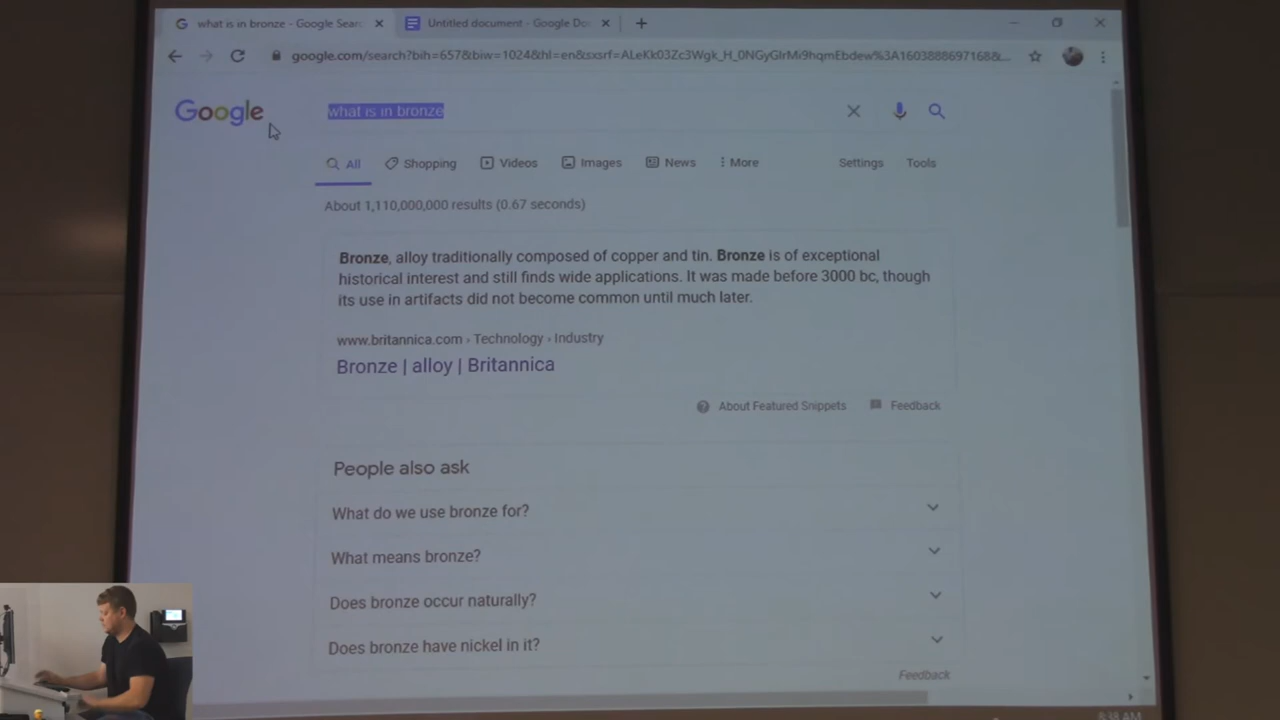 what is in bronze - Google Sear
Untitled document - Google Do
google.com/search?bih=657&biw=1024&hl=en&sxsrf=ALeKk03Zc3Wgk_H_0NGyGlrMi9hqmEbdew%3A1603888697168&...
Google
what is in bronze
All Shopping Videos Images News More Settings Tools
About 1,110,000,000 results (0.67 seconds)
Bronze, alloy traditionally composed of copper and tin. Bronze is of exceptional
historical interest and still finds wide applications. It was made before 3000 bc, though
its use in artifacts did not become common until much later.
www.britannica.com › Technology › Industry
Bronze | alloy | Britannica
About Featured Snippets Feedback
People also ask
What do we use bronze for?
What means bronze?
Does bronze occur naturally?
Does bronze have nickel in it?
Feedback
8:38 AM